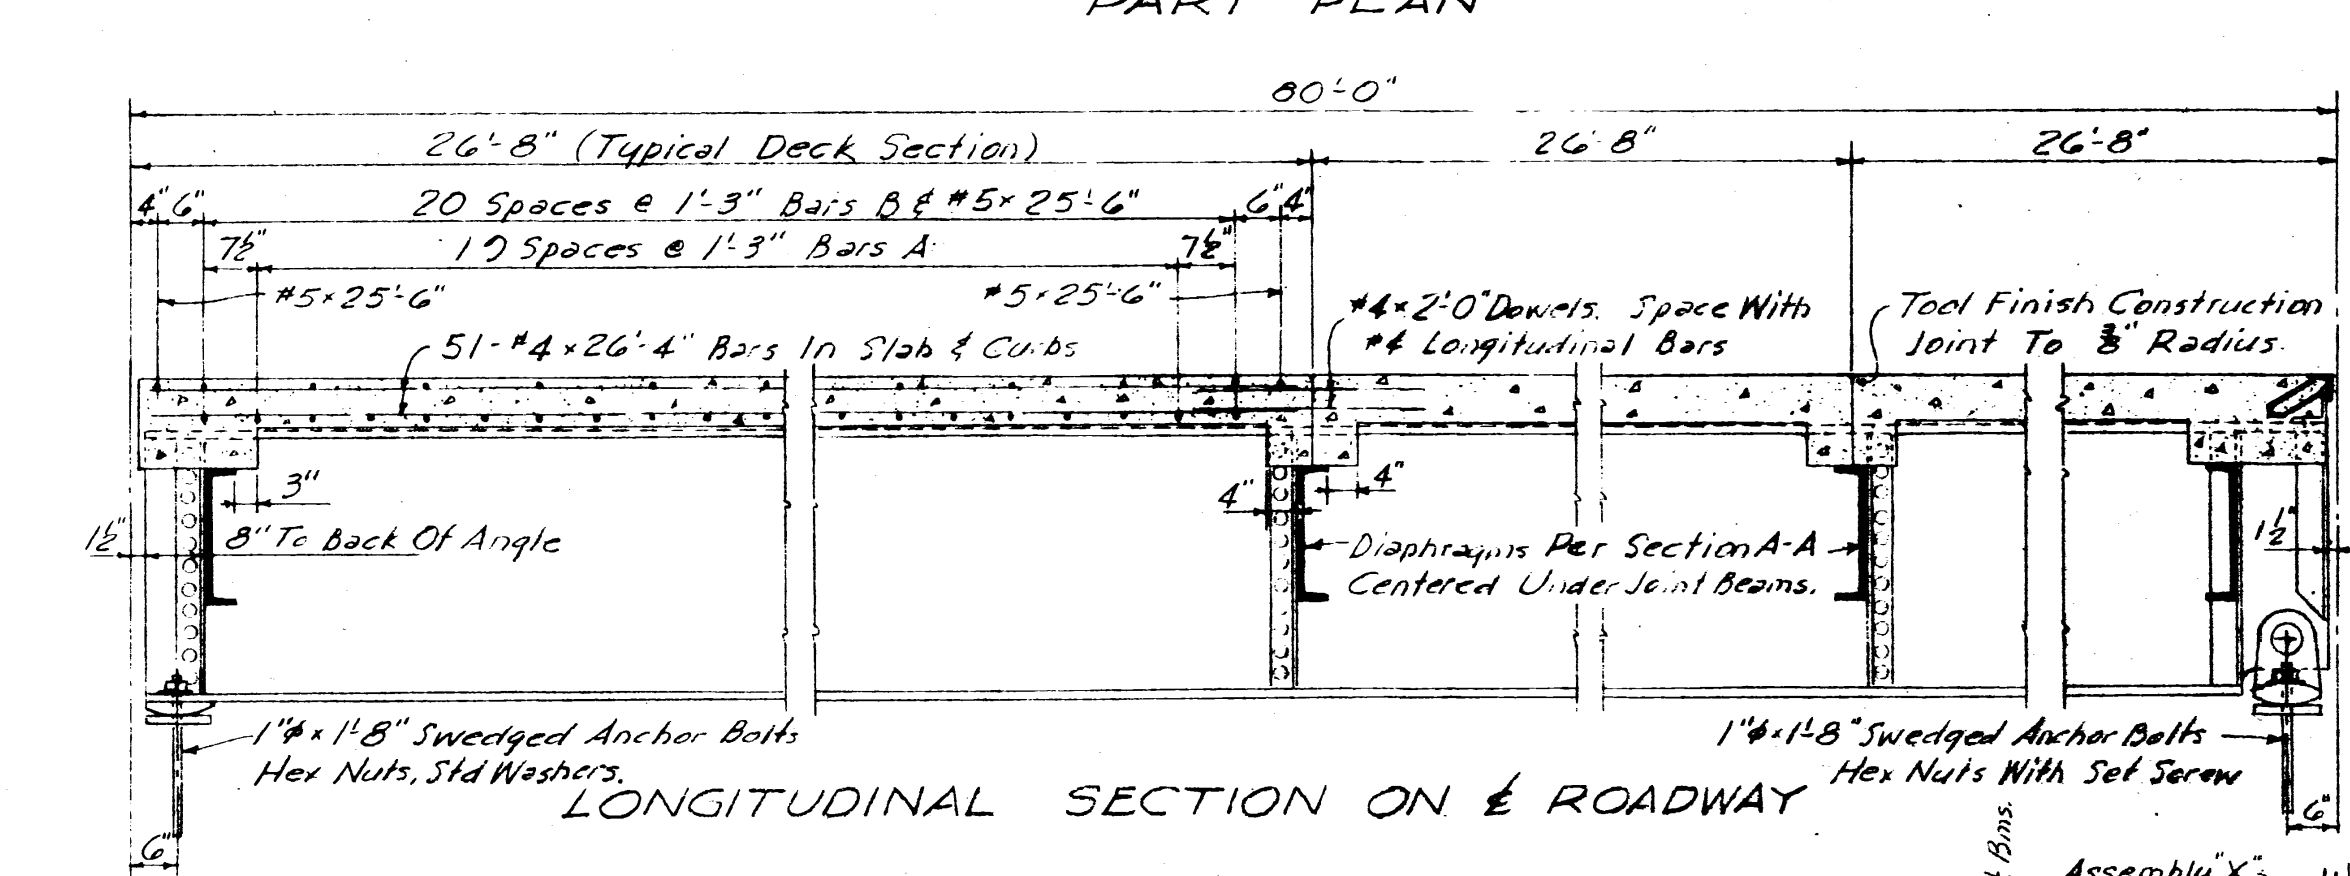 PART PLAN
80'-0"
26'-8" (Typical Deck Section)
26'-8"
26'-8"
4" 6"
20 Spaces @ 1'-3" Bars B & #5 x 25'-6"
6" 4"
7½"
19 Spaces @ 1'-3" Bars A
7½"
#5 x 25'-6"
#5 x 25'-6"
#4 x 2'-0" Dowels. Space With
#4 Longitudinal Bars
Tool Finish Construction
Joint To ⅜" Radius.
51-#4 x 26'-4" Bars In Slab & Curbs
3"
4"
4"
1½"
8" To Back Of Angle
Diaphragms Per Section A-A
Centered Under Joint Beams.
1½"
1"ϕ x 1'-8" Swedged Anchor Bolts
Hex Nuts, Std Washers.
1"ϕ x 1'-8" Swedged Anchor Bolts
Hex Nuts With Set Screw
LONGITUDINAL SECTION ON ℄ ROADWAY
6"
6"
Bms.
Assembly "X"